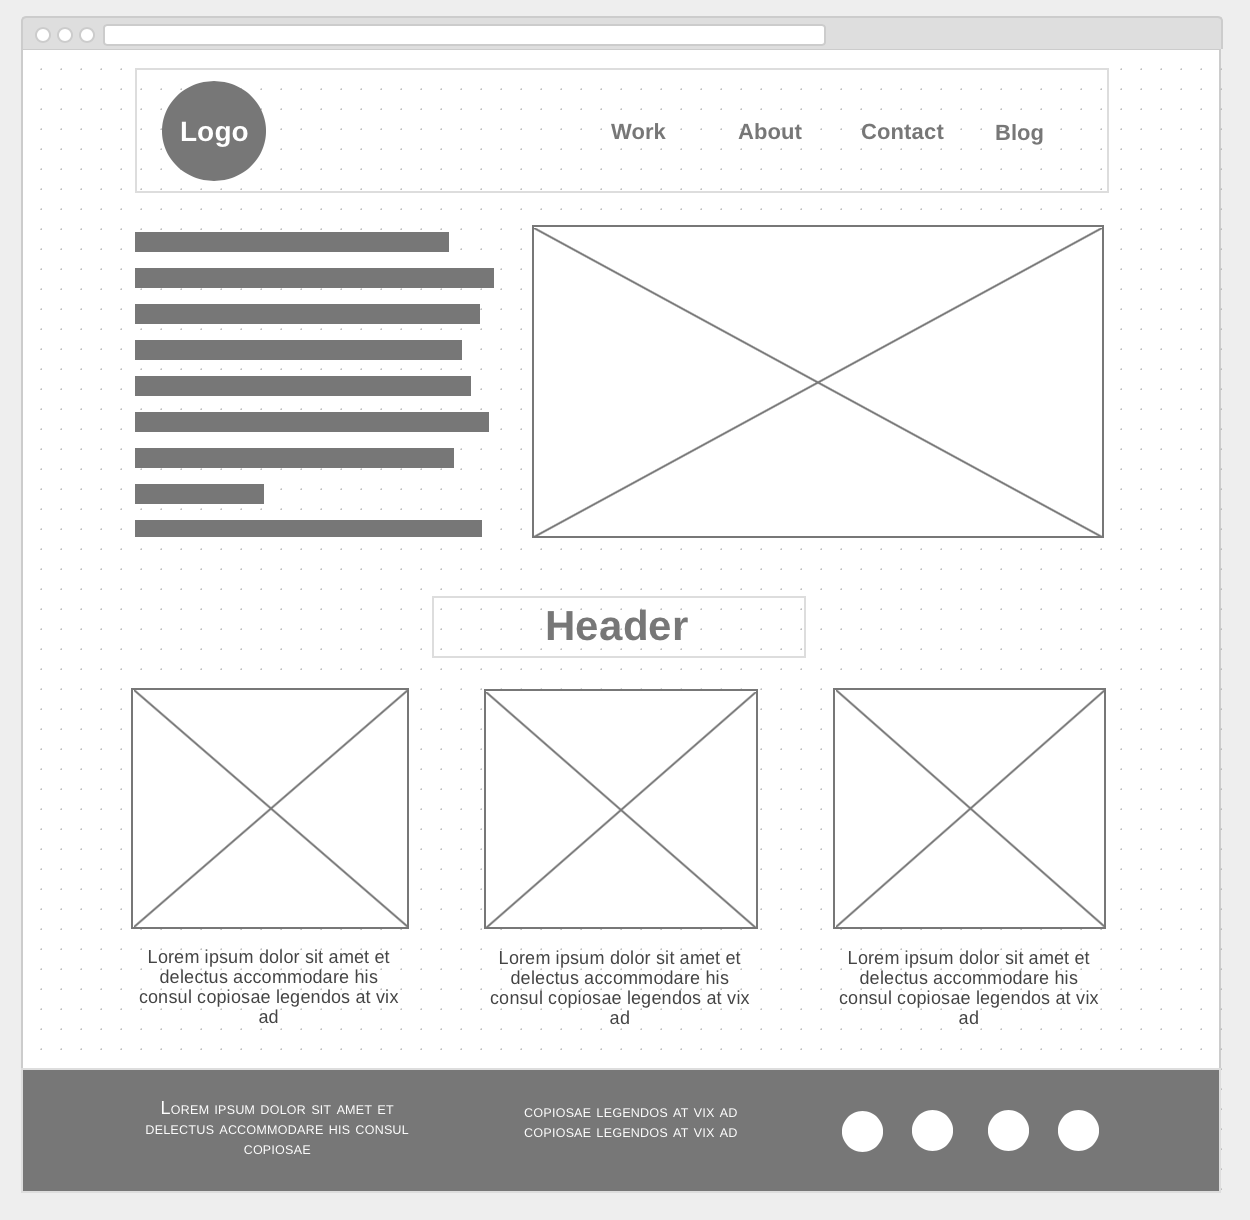 Logo
Work About Contact Blog
Header
Lorem ipsum dolor sit amet et
delectus accommodare his
consul copiosae legendos at vix
ad
Lorem ipsum dolor sit amet et
delectus accommodare his
consul copiosae legendos at vix
ad
Lorem ipsum dolor sit amet et
delectus accommodare his
consul copiosae legendos at vix
ad
Lorem ipsum dolor sit amet et
delectus accommodare his consul
copiosae
copiosae legendos at vix ad
copiosae legendos at vix ad